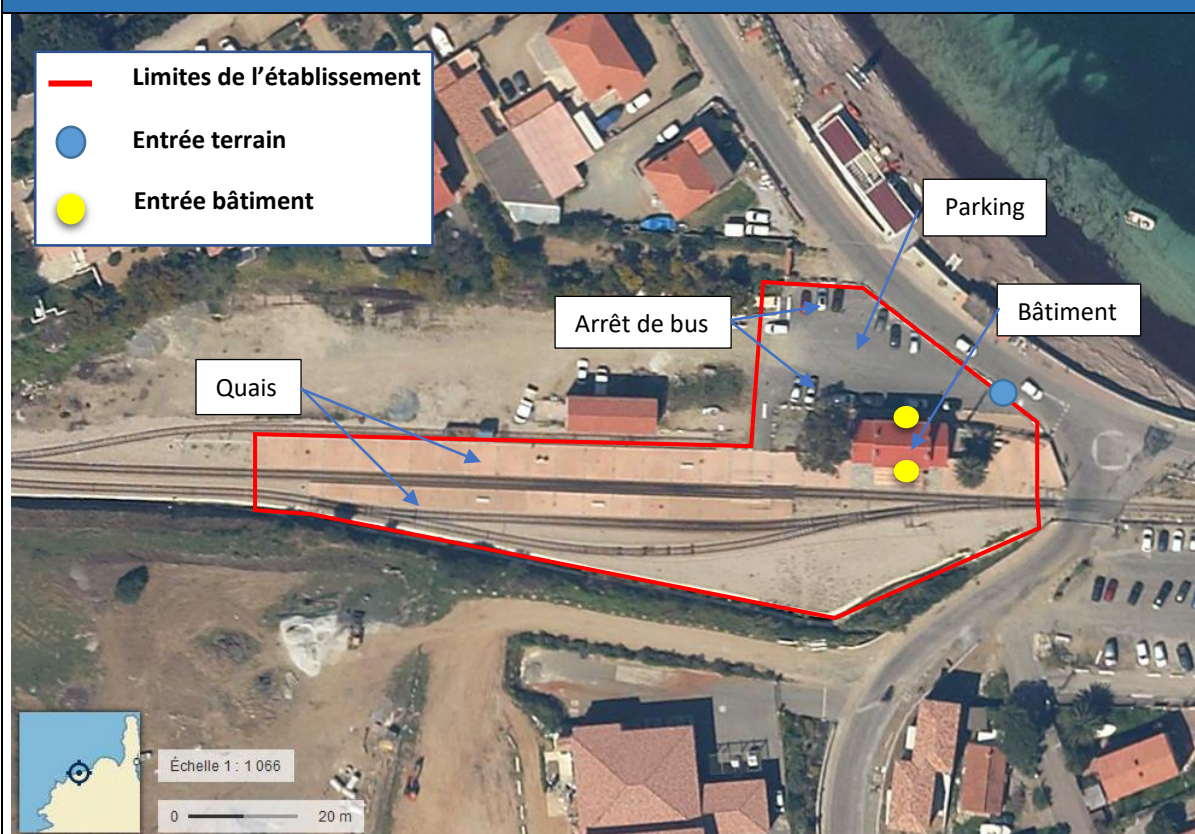 Limites de l’établissement
Entrée terrain
Entrée bâtiment
Parking
Arrêt de bus
Bâtiment
Quais
Échelle 1 : 1 066
0
20 m